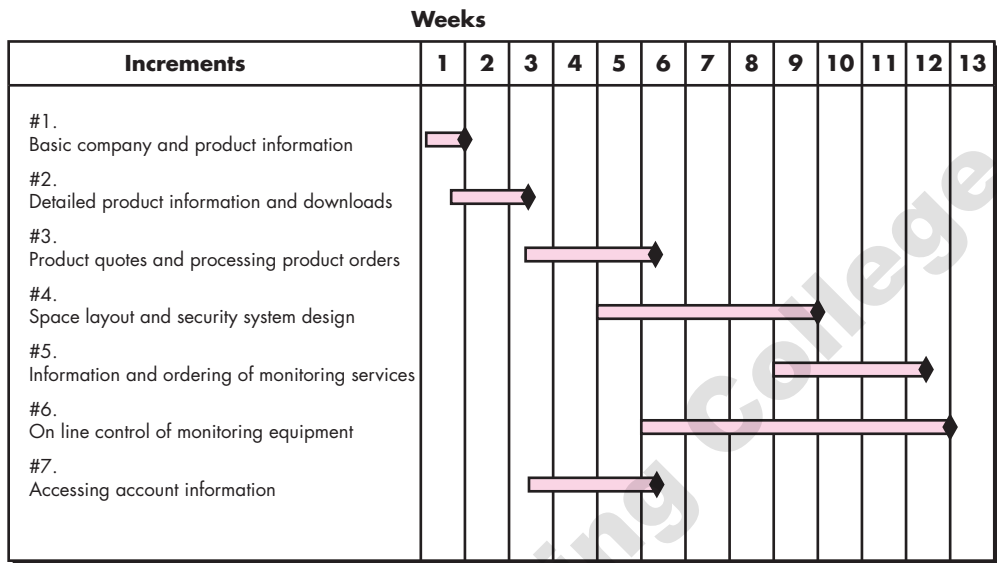 Weeks
Increments 1 2 3 4 5 6 7 8 9 10 11 12 13
#1.
Basic company and product information
#2.
Detailed product information and downloads
#3.
Product quotes and processing product orders
#4.
Space layout and security system design
#5.
Information and ordering of monitoring services
#6.
On line control of monitoring equipment
#7.
Accessing account information
ing College